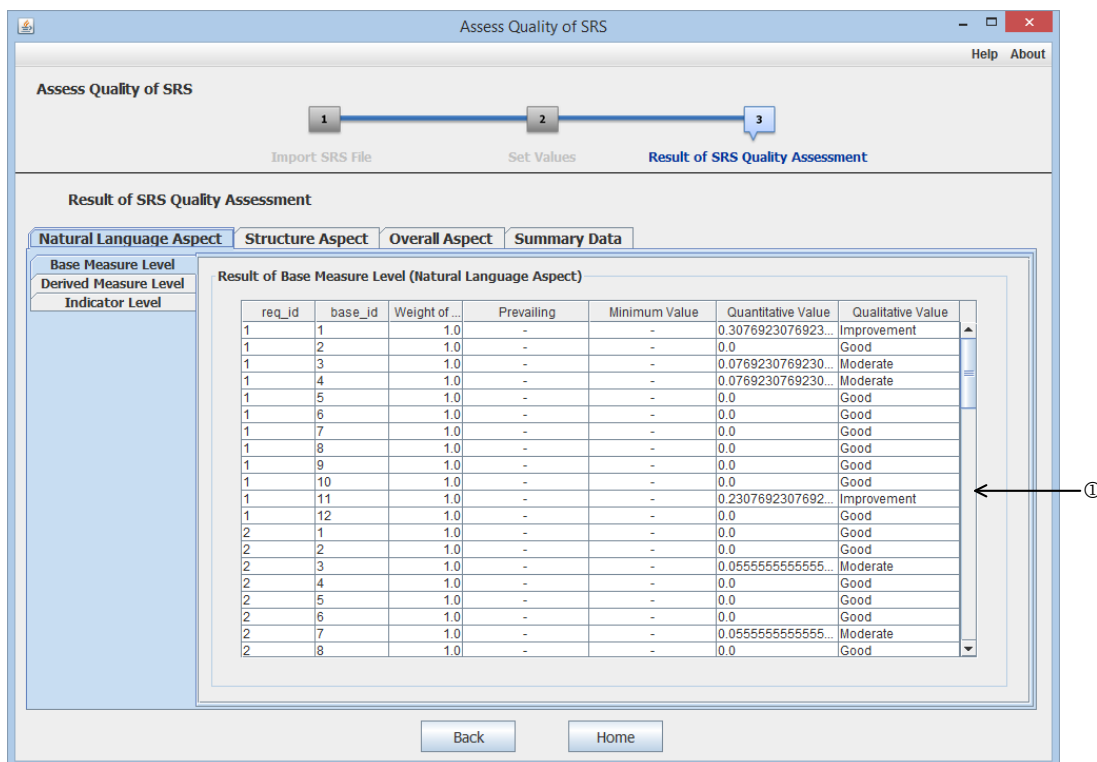 Assess Quality of SRS
Help About
Assess Quality of SRS
1 2 3
Import SRS File Set Values Result of SRS Quality Assessment
Result of SRS Quality Assessment
Natural Language Aspect Structure Aspect Overall Aspect Summary Data
Base Measure Level
Derived Measure Level
Indicator Level
Result of Base Measure Level (Natural Language Aspect)
req_id base_id Weight of ... Prevailing Minimum Value Quantitative Value Qualitative Value
1 1 1.0 - - 0.3076923076923... Improvement
1 2 1.0 - - 0.0 Good
1 3 1.0 - - 0.0769230769230... Moderate
1 4 1.0 - - 0.0769230769230... Moderate
1 5 1.0 - - 0.0 Good
1 6 1.0 - - 0.0 Good
1 7 1.0 - - 0.0 Good
1 8 1.0 - - 0.0 Good
1 9 1.0 - - 0.0 Good
1 10 1.0 - - 0.0 Good
1 11 1.0 - - 0.2307692307692... Improvement
1 12 1.0 - - 0.0 Good
2 1 1.0 - - 0.0 Good
2 2 1.0 - - 0.0 Good
2 3 1.0 - - 0.0555555555555... Moderate
2 4 1.0 - - 0.0 Good
2 5 1.0 - - 0.0 Good
2 6 1.0 - - 0.0 Good
2 7 1.0 - - 0.0555555555555... Moderate
2 8 1.0 - - 0.0 Good
①
Back Home